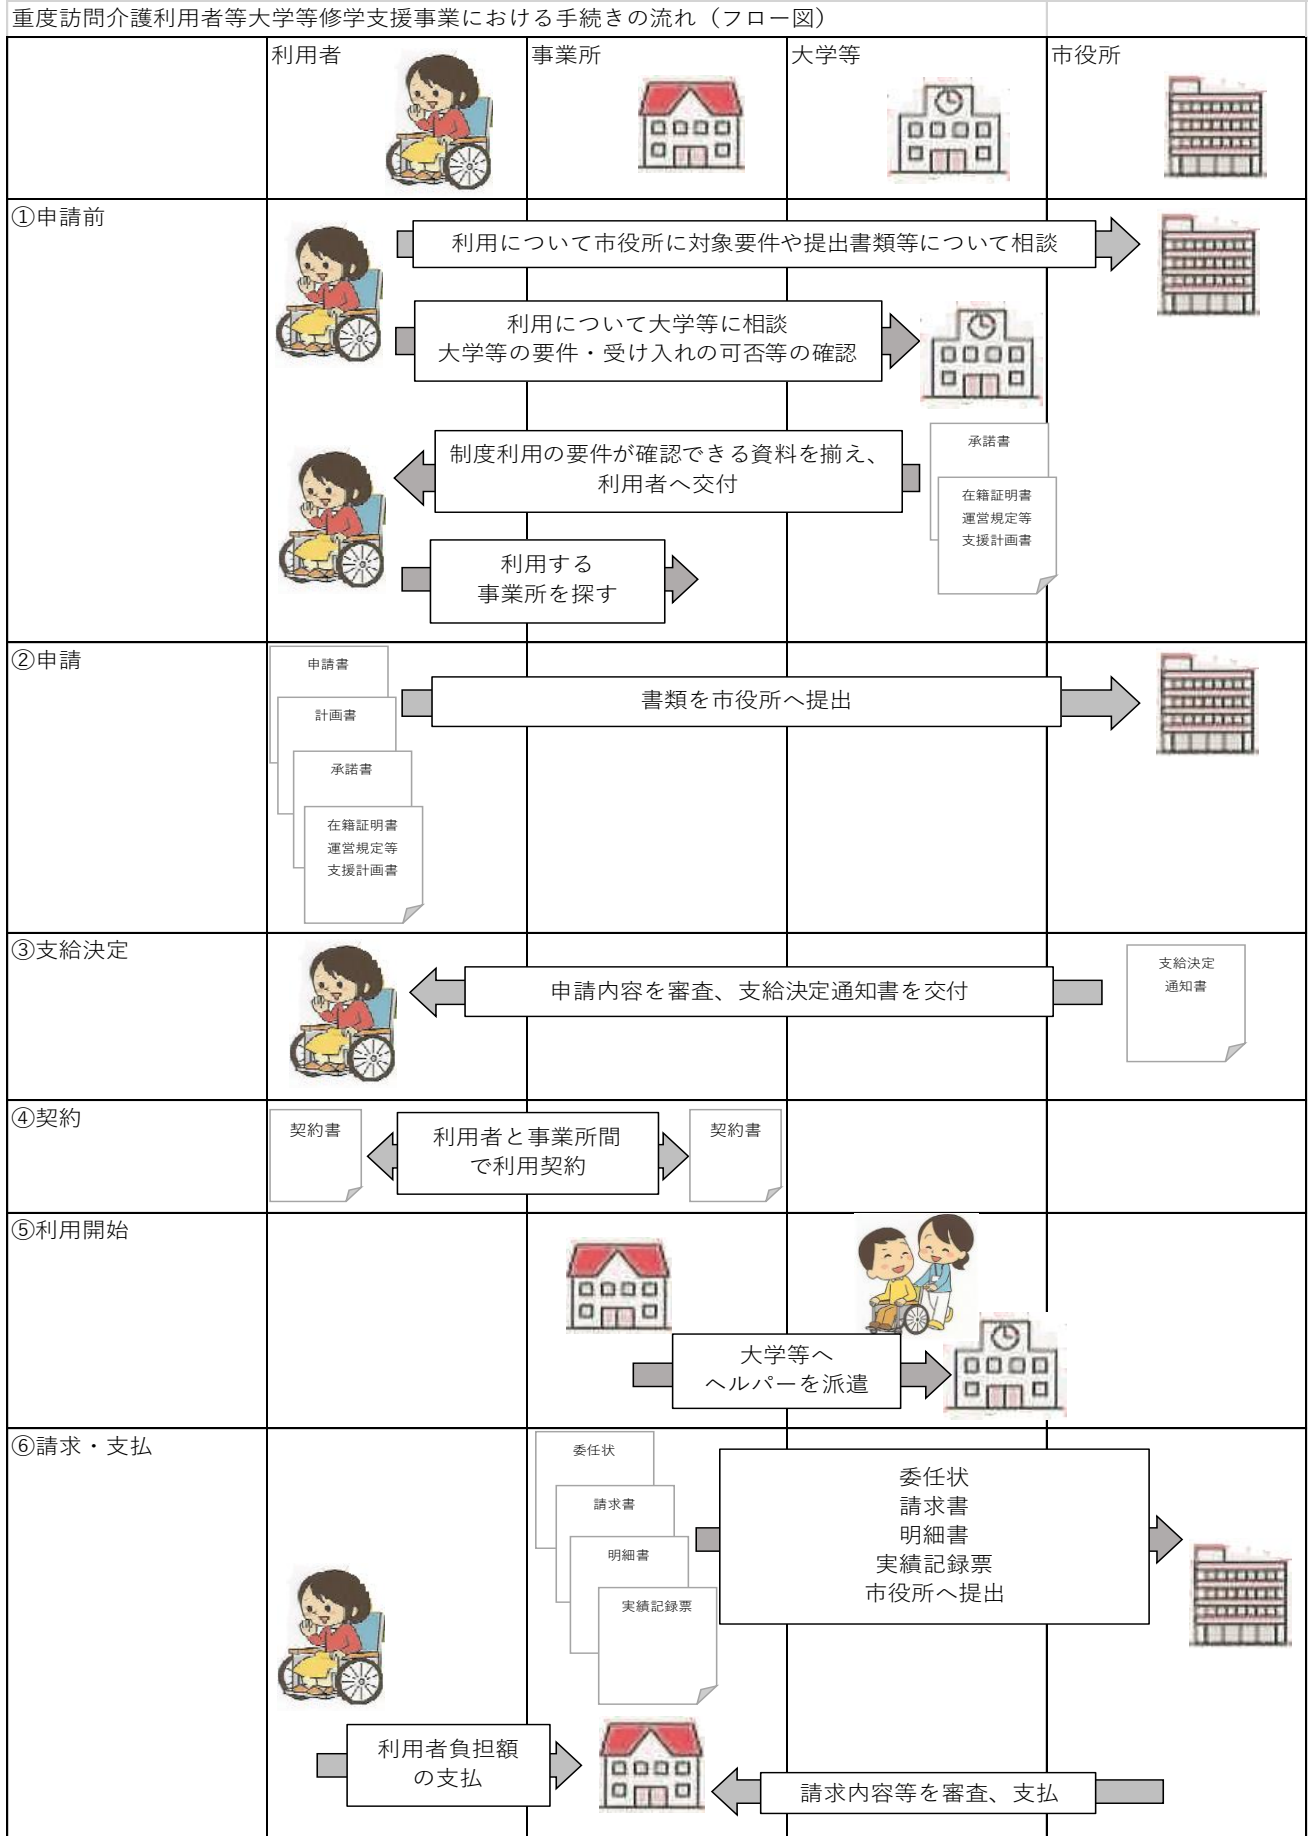 重度訪問介護利用者等大学等修学支援事業における手続きの流れ（フロー図）
利用者
事業所
大学等
市役所
①申請前
利用について市役所に対象要件や提出書類等について相談
利用について大学等に相談
大学等の要件・受け入れの可否等の確認
制度利用の要件が確認できる資料を揃え、
利用者へ交付
承諾書
在籍証明書
運営規定等
支援計画書
利用する
事業所を探す
②申請
申請書
計画書
承諾書
在籍証明書
運営規定等
支援計画書
書類を市役所へ提出
③支給決定
申請内容を審査、支給決定通知書を交付
支給決定
通知書
④契約
契約書
利用者と事業所間
で利用契約
契約書
⑤利用開始
大学等へ
ヘルパーを派遣
⑥請求・支払
委任状
請求書
明細書
実績記録票
委任状
請求書
明細書
実績記録票
市役所へ提出
利用者負担額
の支払
請求内容等を審査、支払